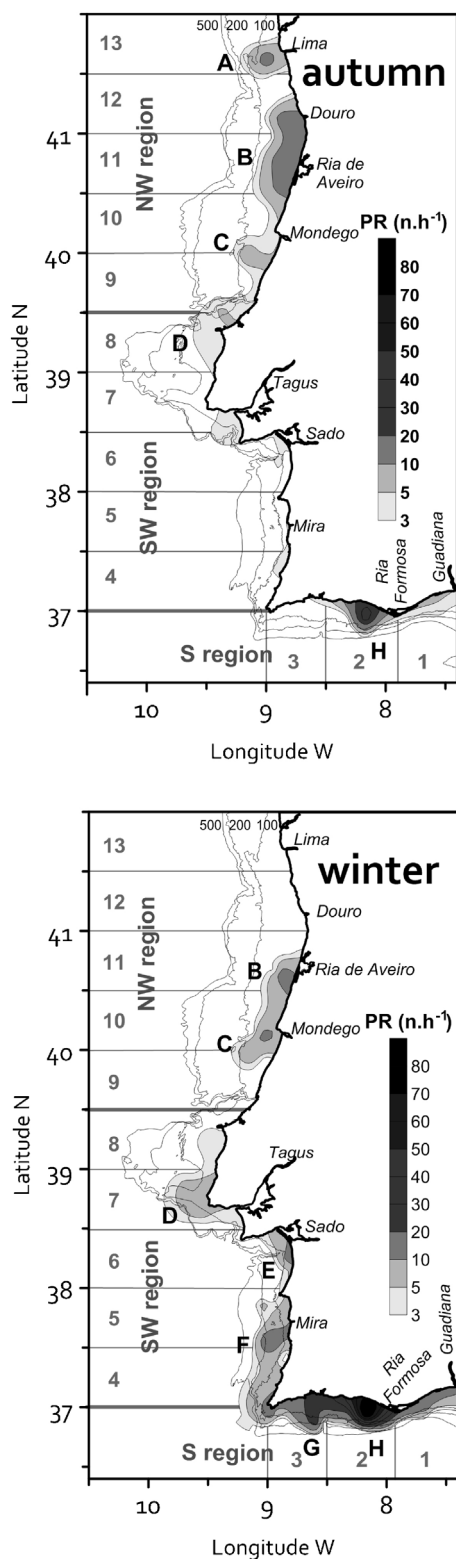 500 200 100
13
Lima
A
autumn
12
Douro
41
11
B
Ria de
Aveiro
NW region
10
Mondego
PR (n.h-1)
C
40
80
9
70
60
8
D
50
39
40
Latitude N
7
Tagus
30
20
6
Sado
10
38
5
5
Mira
3
SW region
4
Ria
Formosa
Guadiana
37
S region
3
2
H
1
10
9
8
Longitude W
500 200 100
13
Lima
winter
12
Douro
41
11
B
Ria de Aveiro
NW region
10
Mondego
PR (n.h-1)
C
40
80
9
70
60
8
50
39
Tagus
40
Latitude N
7
D
30
Sado
20
6
E
10
38
5
5
Mira
3
SW region
F
4
Ria
Formosa
Guadiana
37
S region
3
G
2
H
1
10
9
8
Longitude W